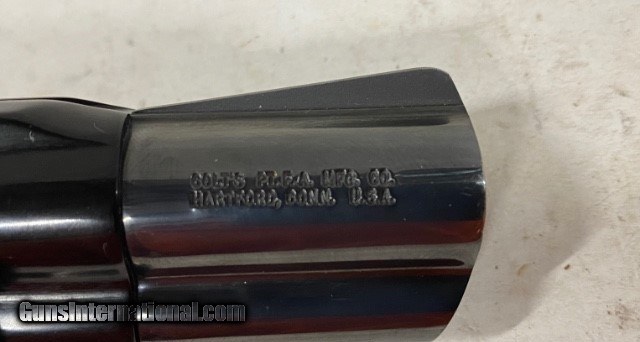 COLT'S PT. F.A. MFG. CO.
HARTFORD, CONN. U.S.A.
GunsInternational.com